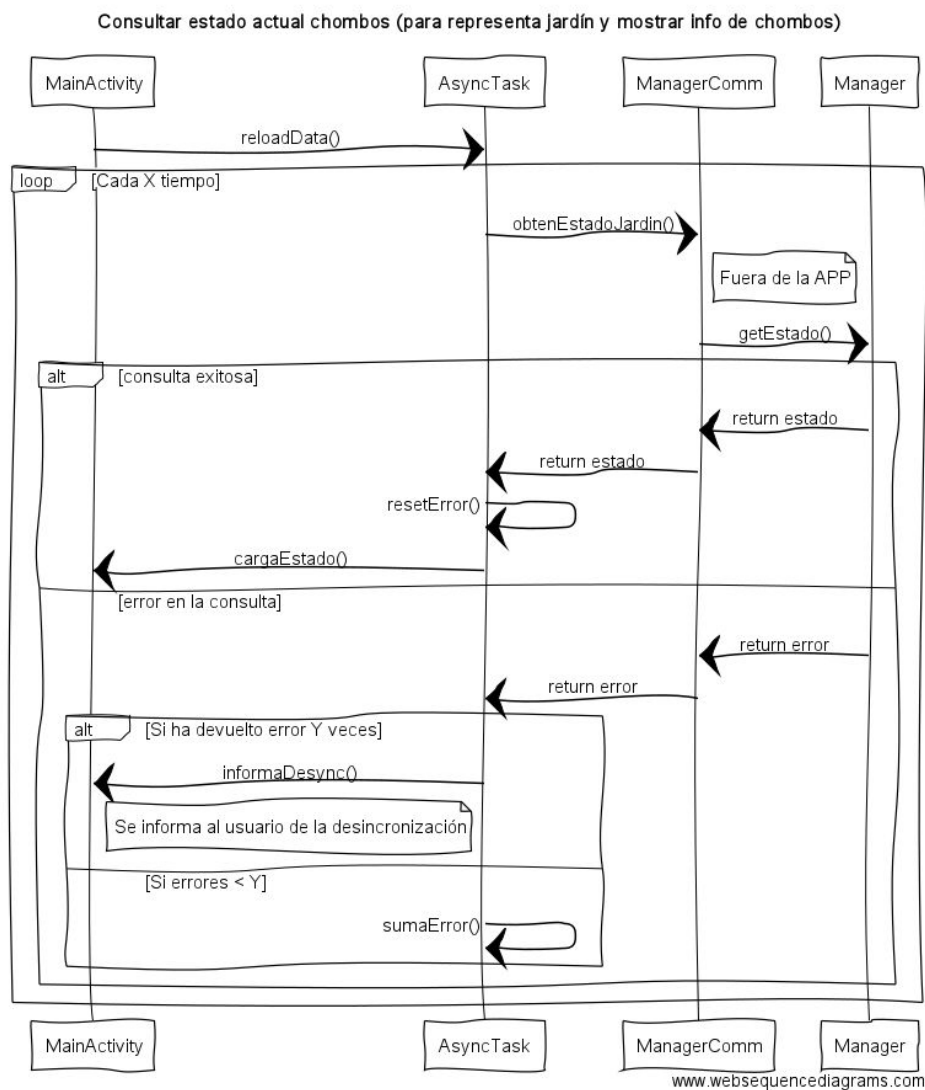 Consultar estado actual chombos (para representa jardín y mostrar info de chombos)
MainActivity
AsyncTask
ManagerComm
Manager
reloadData()
loop
[Cada X tiempo]
obtenEstadoJardin()
Fuera de la APP
getEstado()
alt
[consulta exitosa]
return estado
return estado
resetError()
cargaEstado()
[error en la consulta]
return error
return error
alt
[Si ha devuelto error Y veces]
informaDesync()
Se informa al usuario de la desincronización
[Si errores < Y]
sumaError()
MainActivity
AsyncTask
ManagerComm
Manager
www.websequencediagrams.com